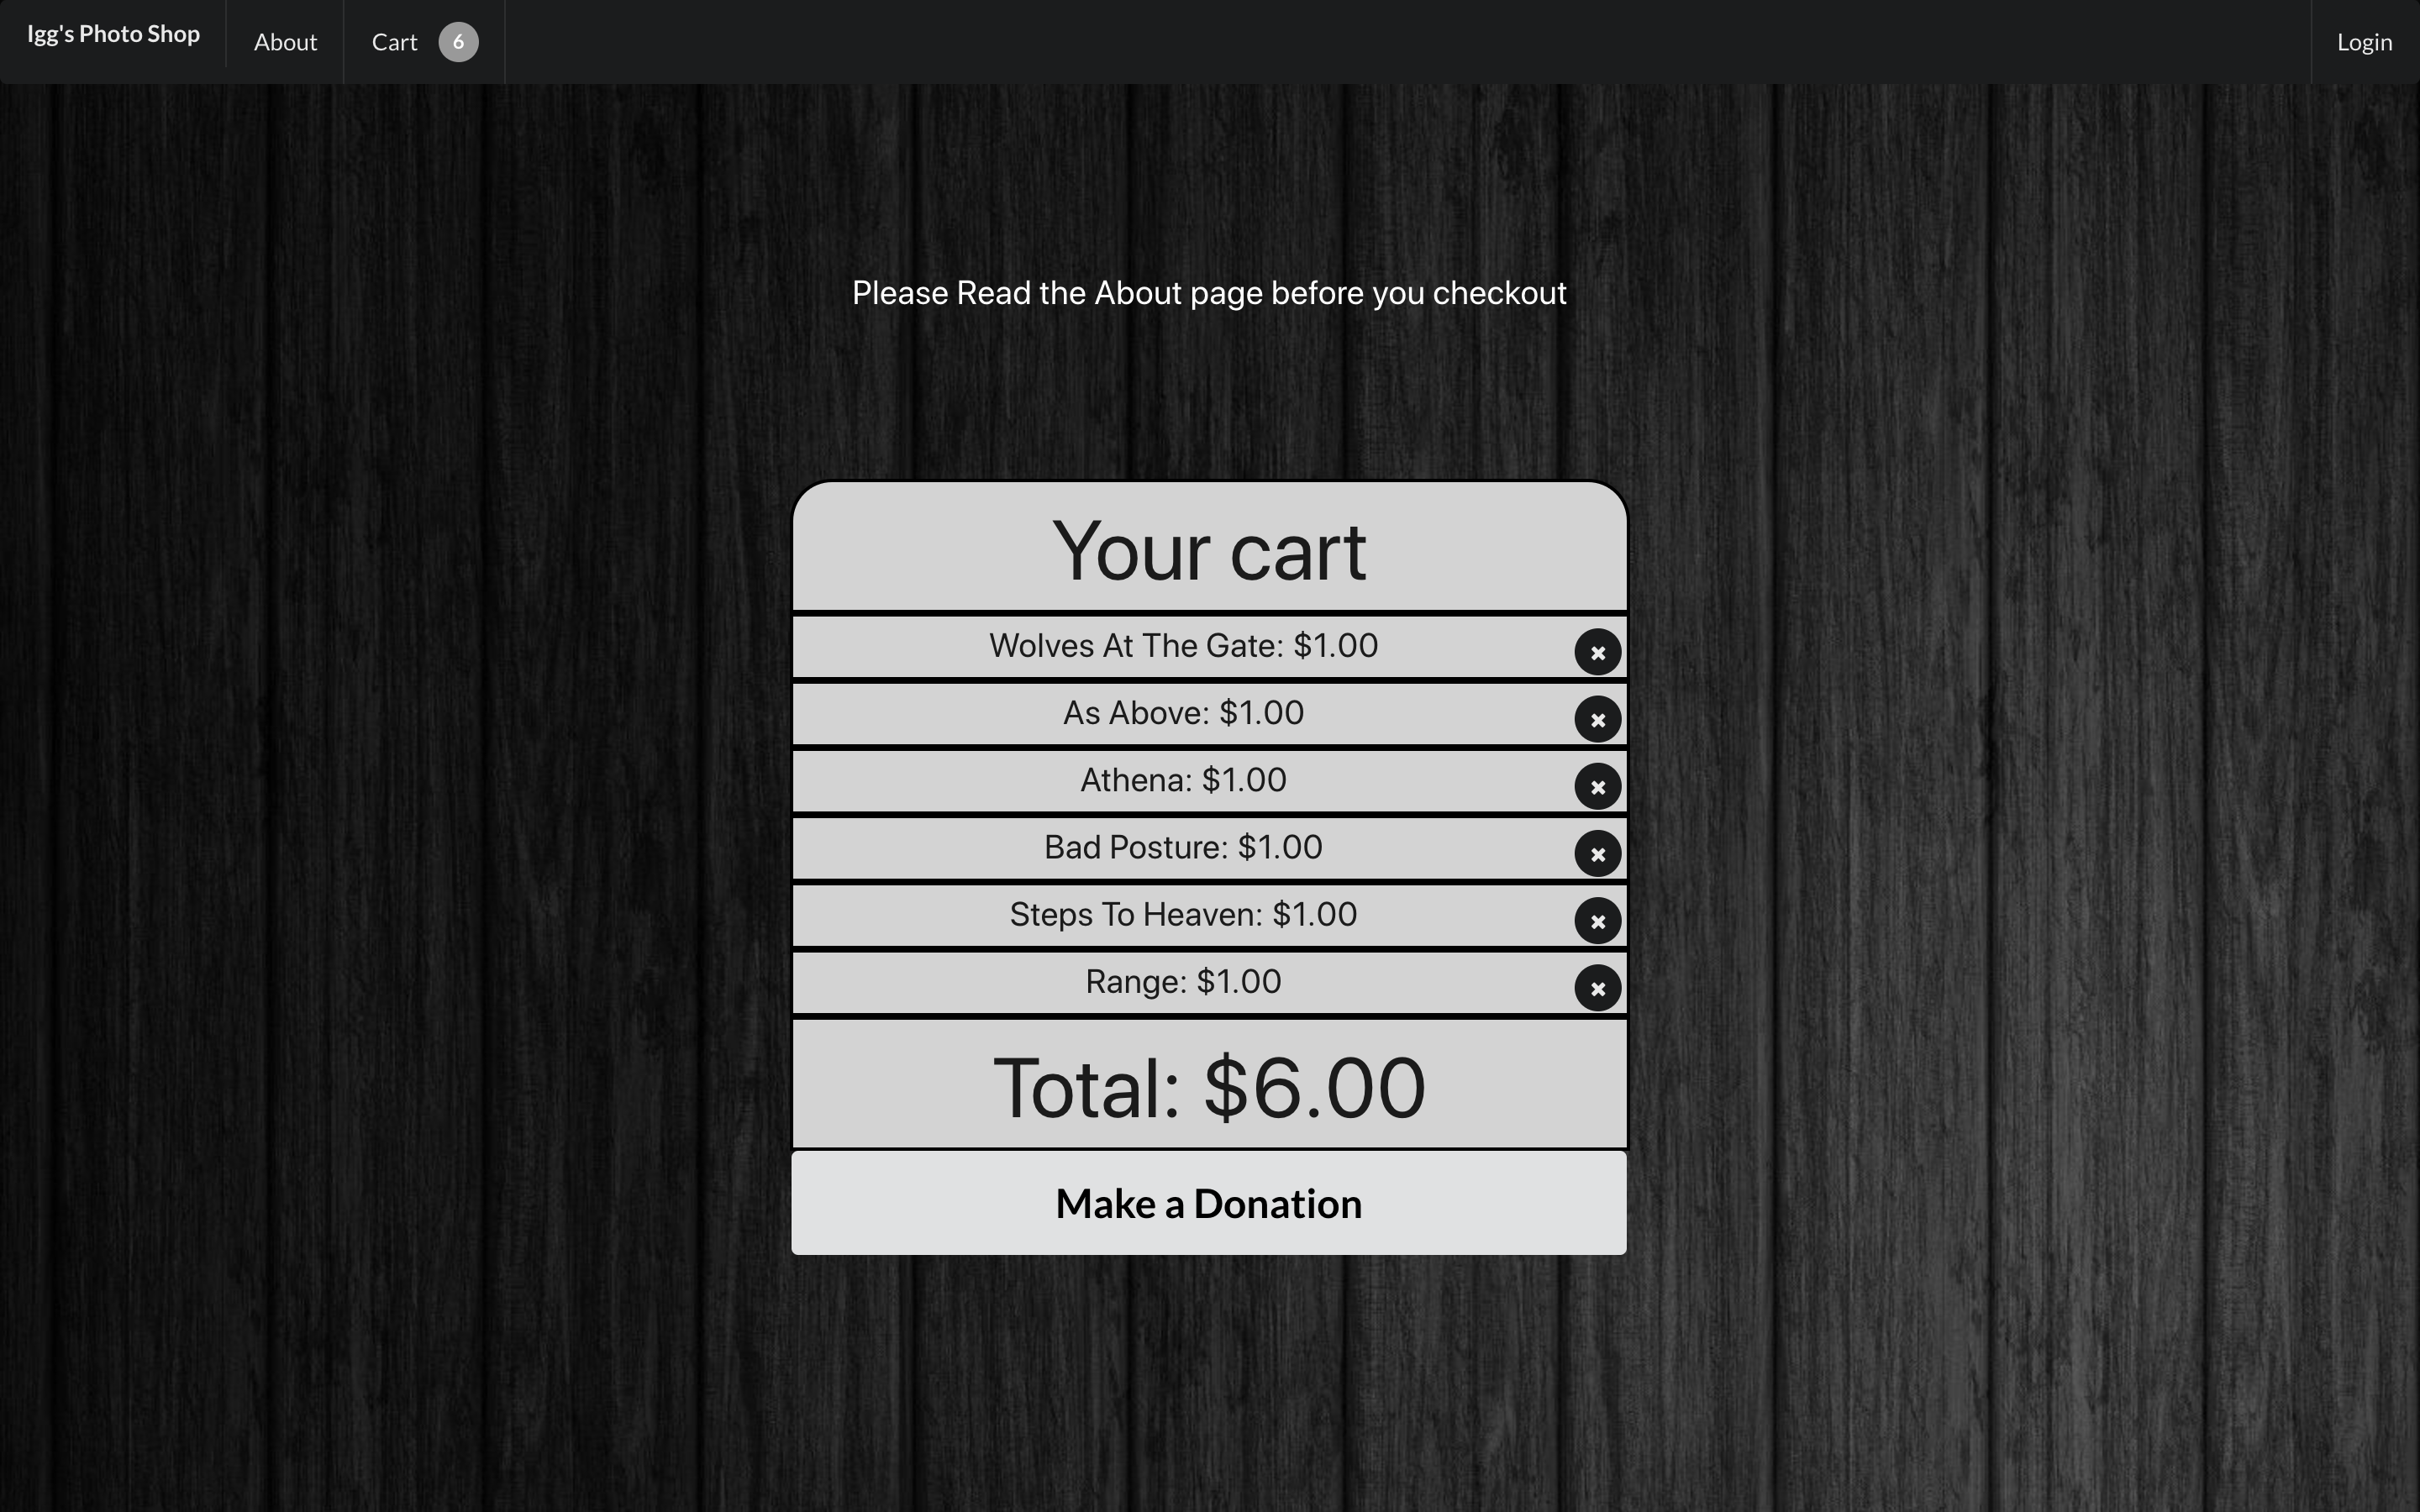 Igg's Photo Shop
About
Cart 6
Login
Please Read the About page before you checkout
Your cart
Wolves At The Gate: $1.00
As Above: $1.00
Athena: $1.00
Bad Posture: $1.00
Steps To Heaven: $1.00
Range: $1.00
Total: $6.00
Make a Donation